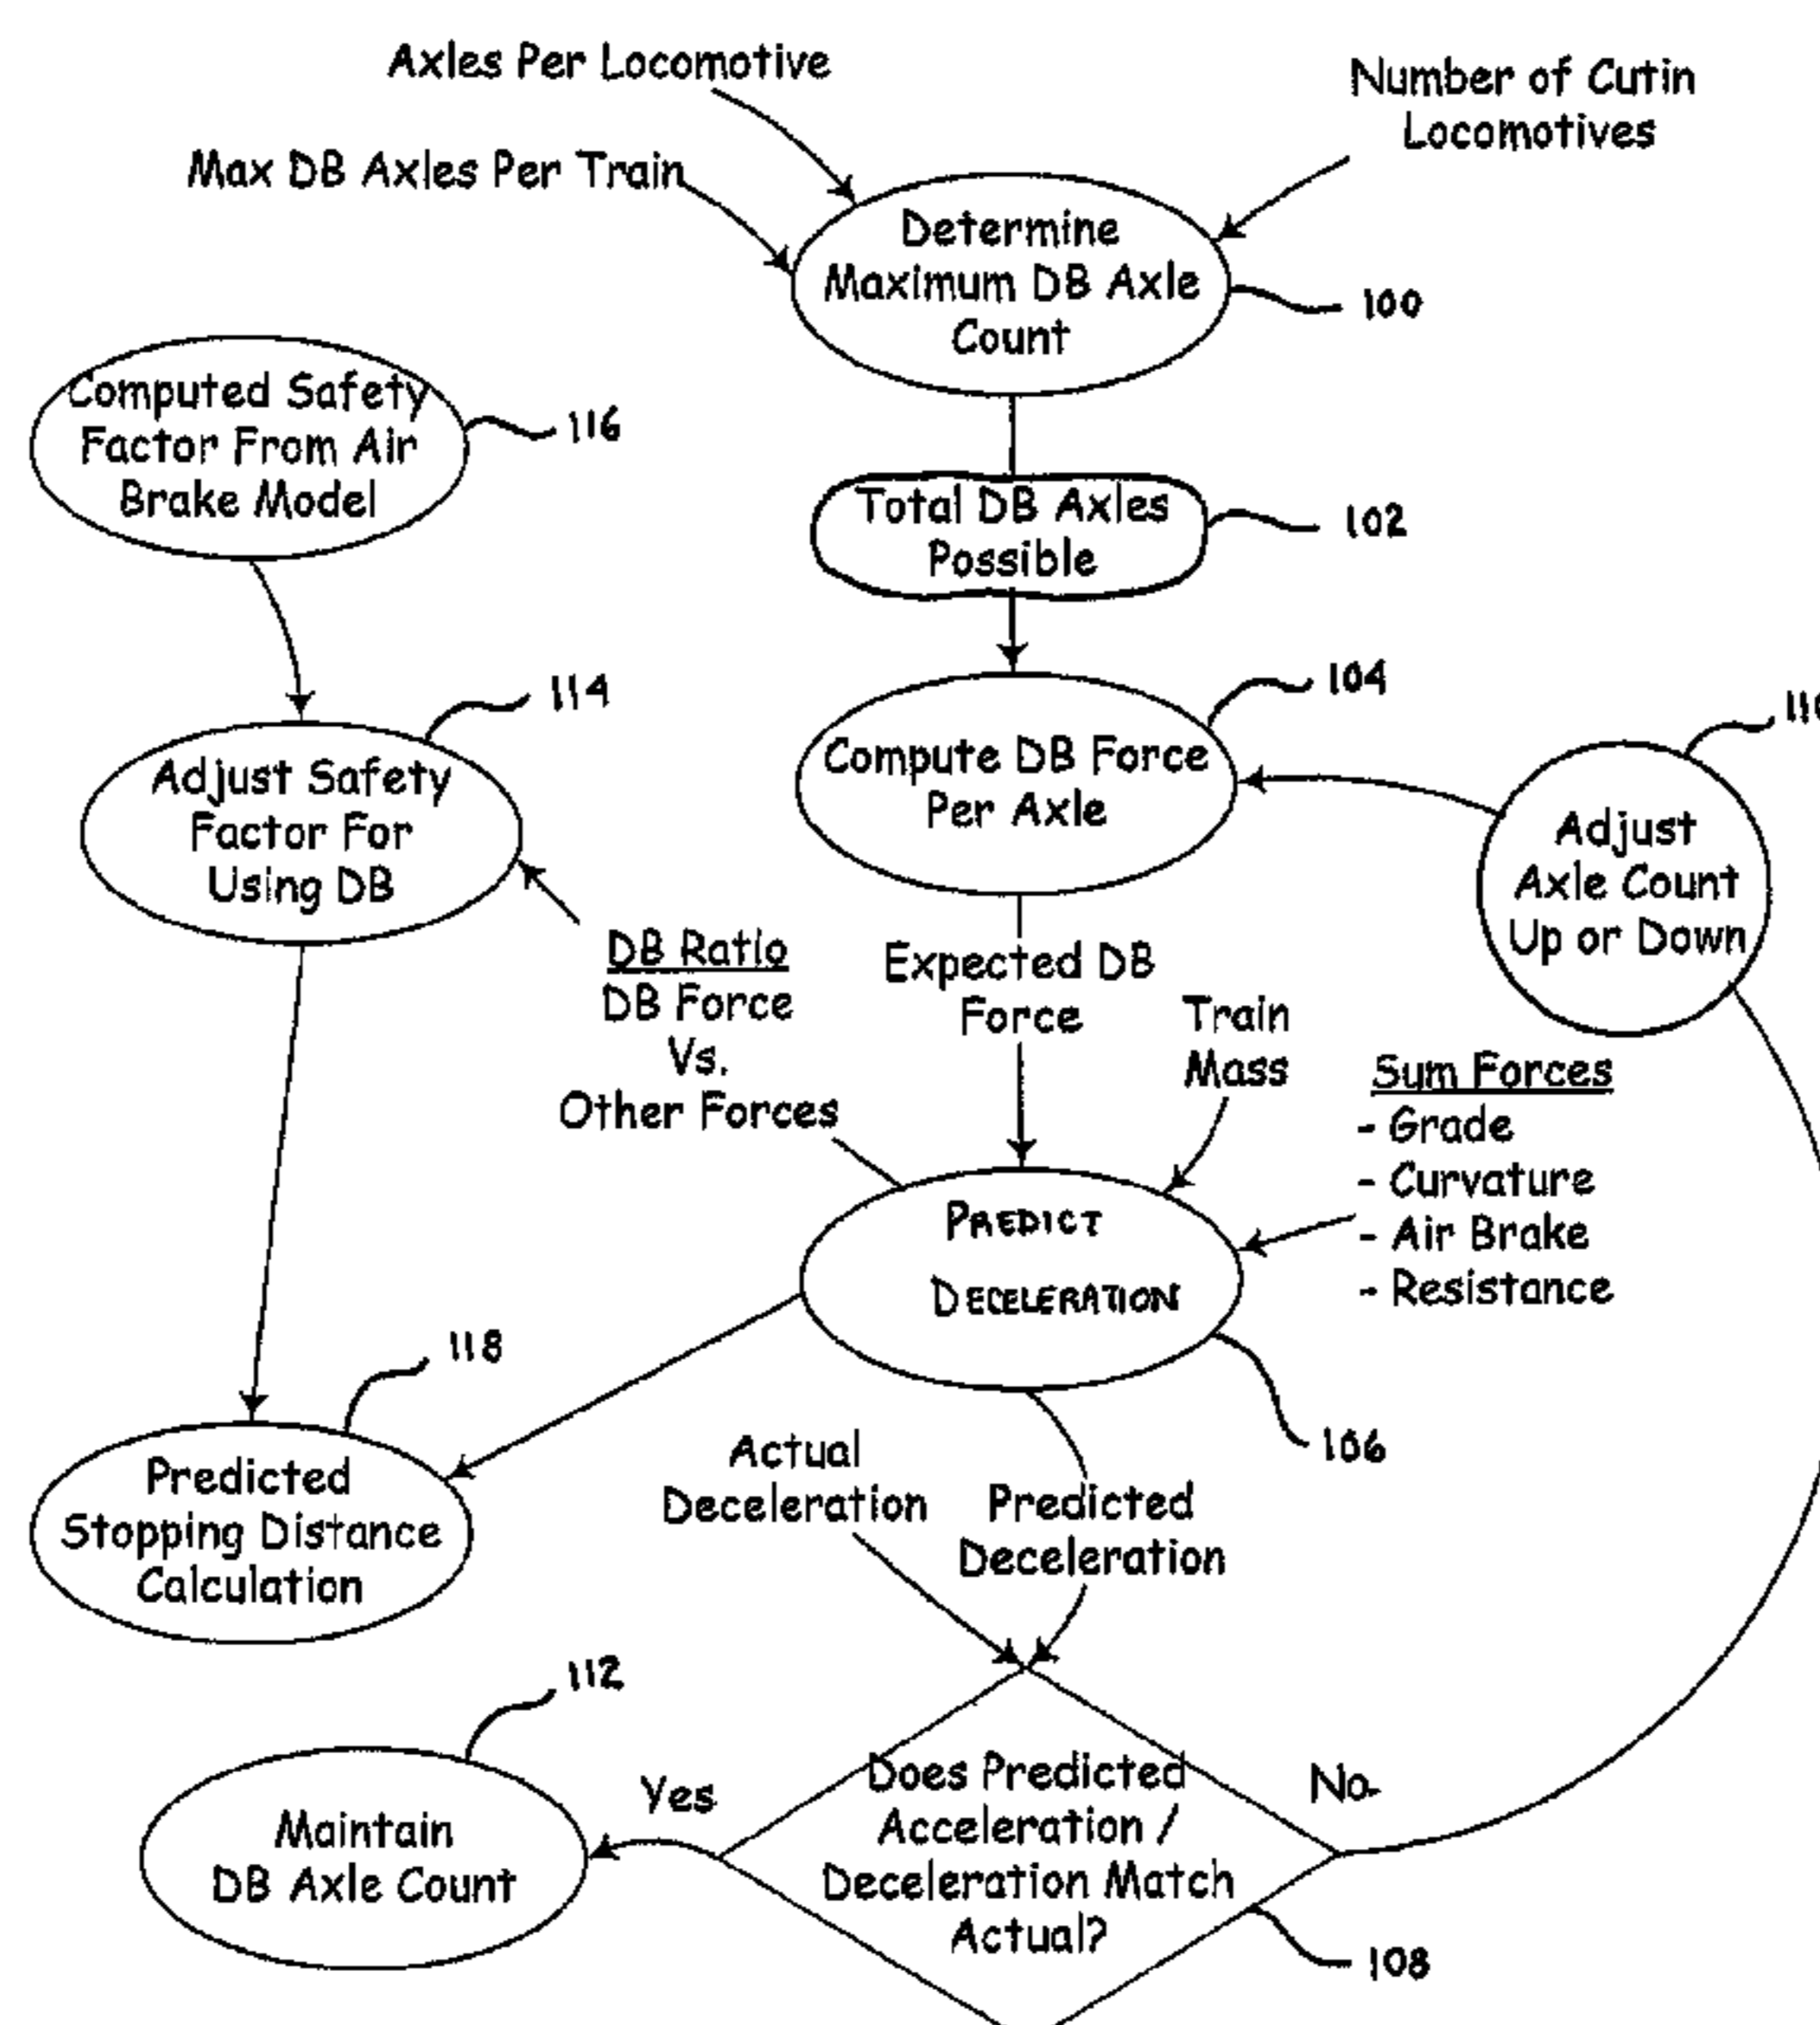 Axles Per Locomotive
Number of Cutin
Locomotives
Max DB Axles Per Train
Determine
Maximum DB Axle
Count
100
Computed Safety
Factor From Air
Brake Model
116
Total DB Axles
Possible
102
104
114
Compute DB Force
Per Axle
Adjust Safety
Factor For
Using DB
Adjust
Axle Count
Up or Down
DB Ratio
DB Force
Vs.
Other Forces
Expected DB
Force
Train
Mass
Sum Forces
- Grade
- Curvature
- Air Brake
- Resistance
PREDICT
DECELERATION
106
118
Predicted
Stopping Distance
Calculation
Actual
Deceleration
Predicted
Deceleration
112
Maintain
DB Axle Count
Yes
Does Predicted
Acceleration /
Deceleration Match
Actual?
No
108